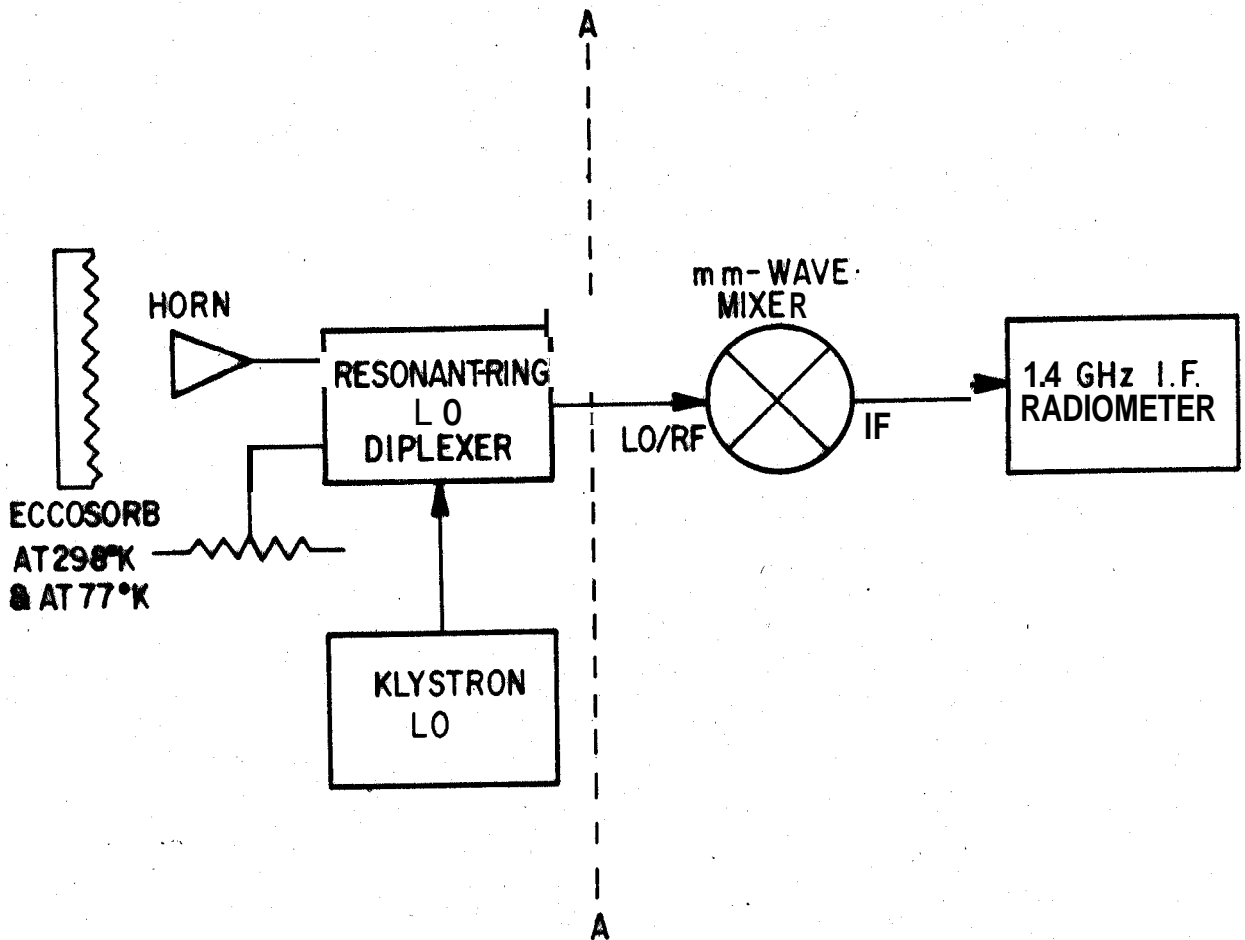 A
mm-WAVE
MIXER
HORN
RESONANT-RING
LO
DIPLEXER
1.4 GHz I.F.
RADIOMETER
LO/RF
IF
ECCOSORB
AT 298°K
& AT 77°K
KLYSTRON
LO
A